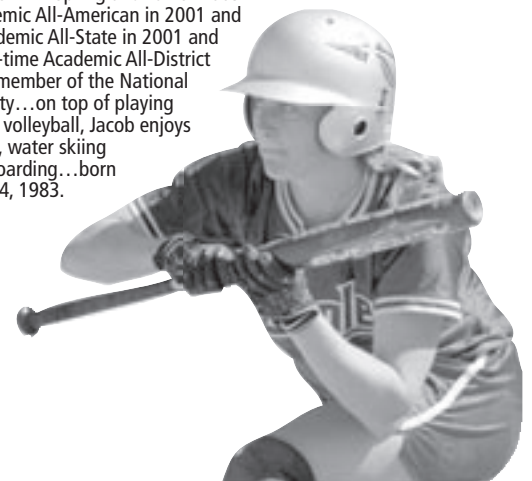 emic All-American in 2001 and
demic All-State in 2001 and
-time Academic All-District
member of the National
ty…on top of playing
volleyball, Jacob enjoys
, water skiing
oarding…born
4, 1983.